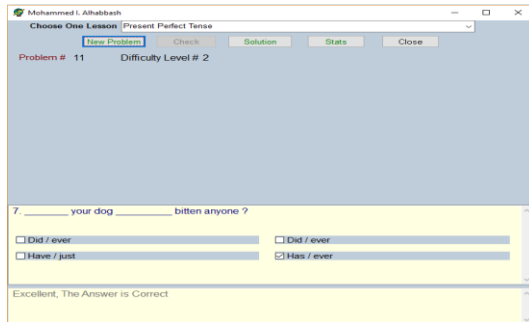 Mohammed I. Alhabbash
Choose One Lesson Present Perfect Tense
New Problem Check Solution Stats Close
Problem # 11 Difficulty Level # 2
7. _______ your dog __________ bitten anyone ?
Did / ever Did / ever
Have / just Has / ever
Excellent, The Answer is Correct